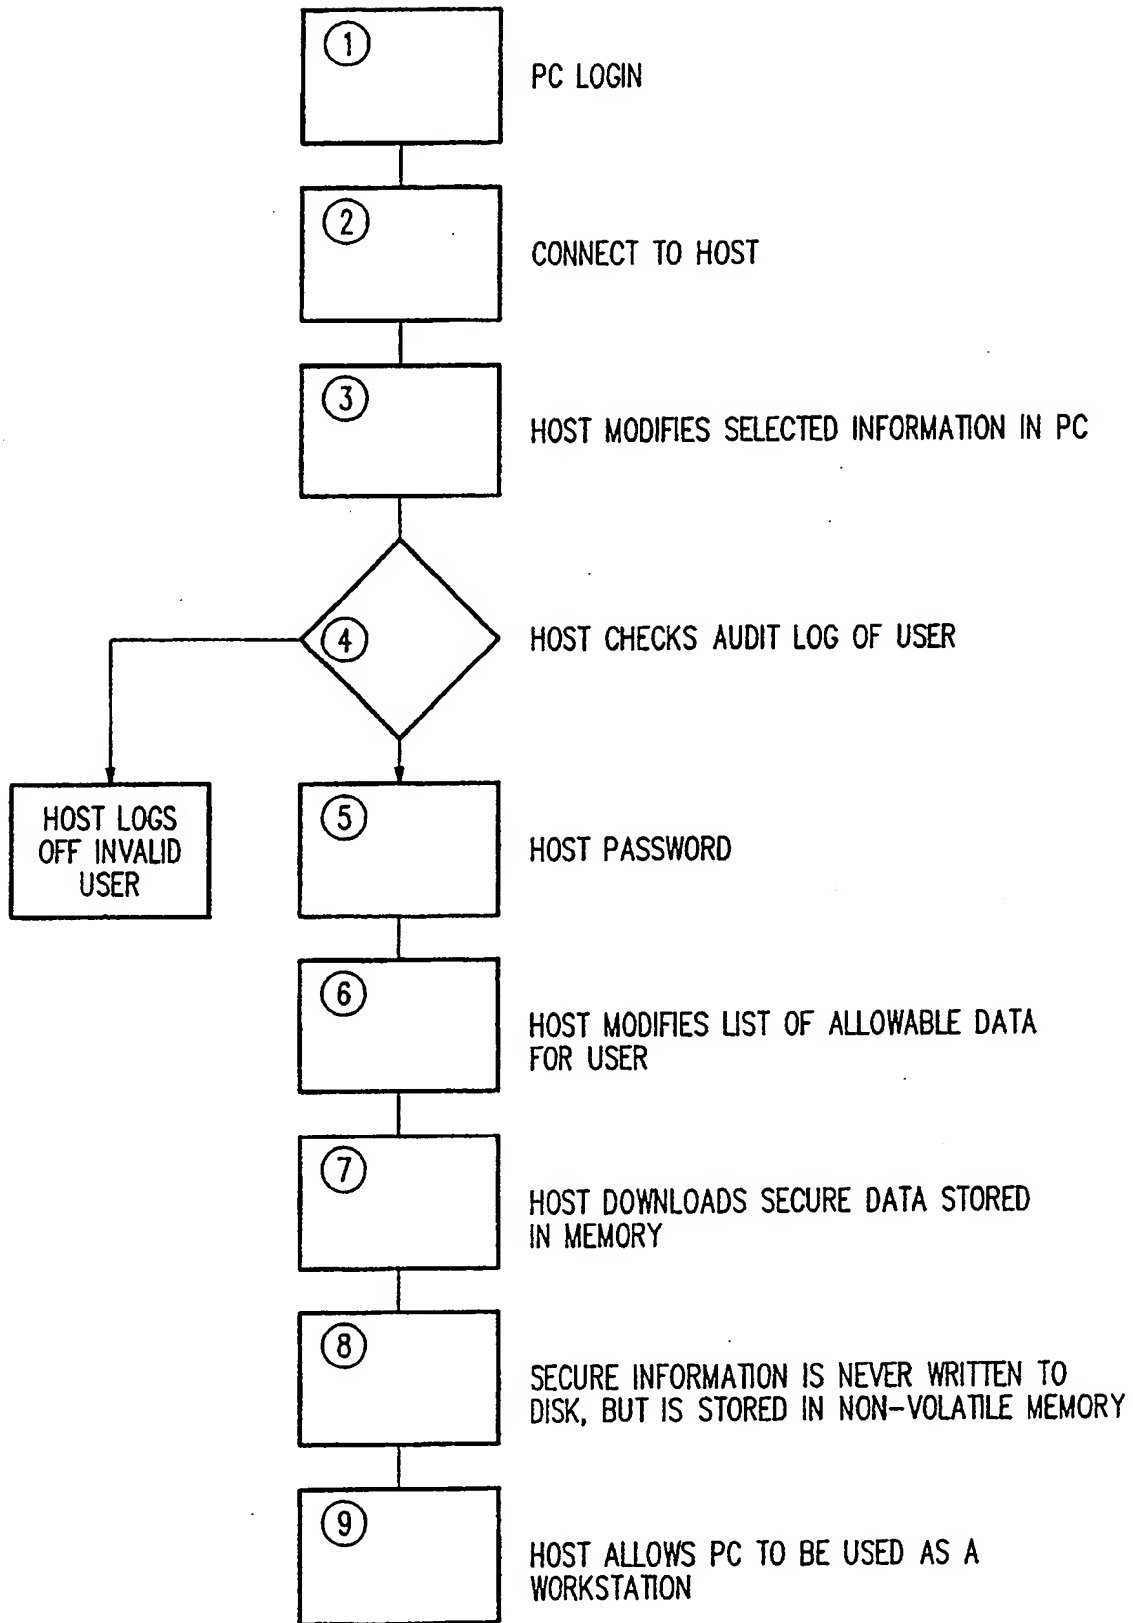 1
PC LOGIN
2
CONNECT TO HOST
3
HOST MODIFIES SELECTED INFORMATION IN PC
4
HOST CHECKS AUDIT LOG OF USER
HOST LOGS
OFF INVALID
USER
5
HOST PASSWORD
6
HOST MODIFIES LIST OF ALLOWABLE DATA
FOR USER
7
HOST DOWNLOADS SECURE DATA STORED
IN MEMORY
8
SECURE INFORMATION IS NEVER WRITTEN TO
DISK, BUT IS STORED IN NON-VOLATILE MEMORY
9
HOST ALLOWS PC TO BE USED AS A
WORKSTATION